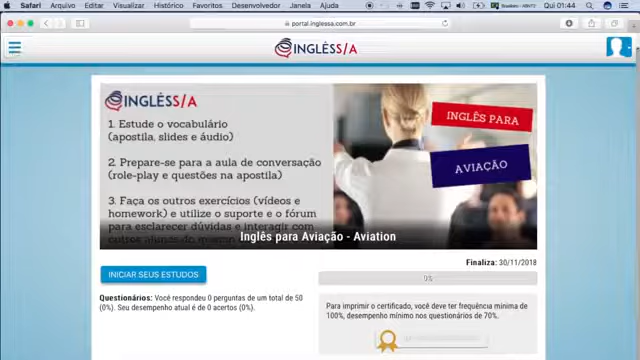 Safari Arquivo Editar Visualizar Histórico Favoritos Desenvolvedor Janela Ajuda
Qui 01:44
portal.inglessa.com.br
INGLÊSS/A
INGLÊSS/A
1. Estude o vocabulário
(apostila, slides e áudio)
2. Prepare-se para a aula de conversação
(role-play e questões na apostila)
3. Faça os outros exercícios (vídeos e
homework) e utilize o suporte e o fórum
para esclarecer dúvidas e interagir com
INGLÊS PARA
AVIAÇÃO
Inglês para Aviação - Aviation
Finaliza: 30/11/2018
INICIAR SEUS ESTUDOS
0%
Questionários: Você respondeu 0 perguntas de um total de 50
(0%). Seu desempenho atual é de 0 acertos (0%).
Para imprimir o certificado, você deve ter frequência mínima de
100%, desempenho mínimo nos questionários de 70%.